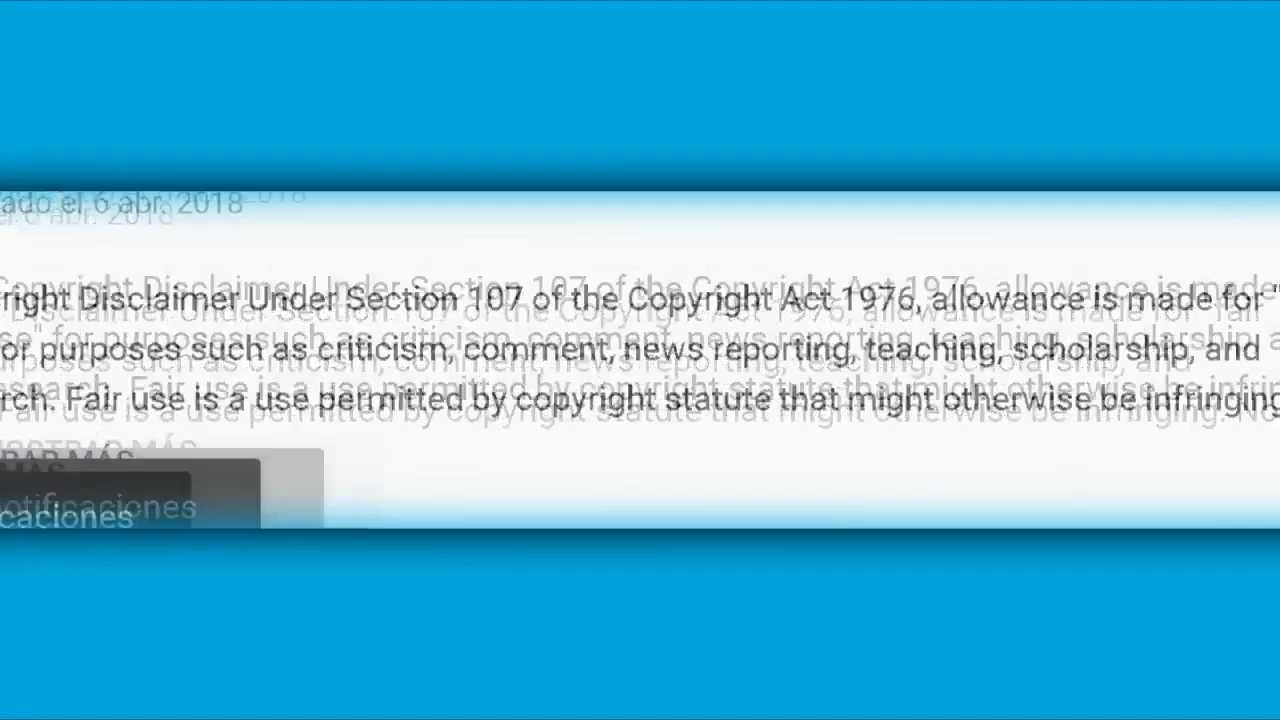 ado el 6 abr. 2018
right Disclaimer Under Section 107 of the Copyright Act 1976, allowance is made for "
or purposes such as criticism, comment, news reporting, teaching, scholarship, and
rch. Fair use is a use permitted by copyright statute that might otherwise be infringing
MÁS
otificaciones
caciones